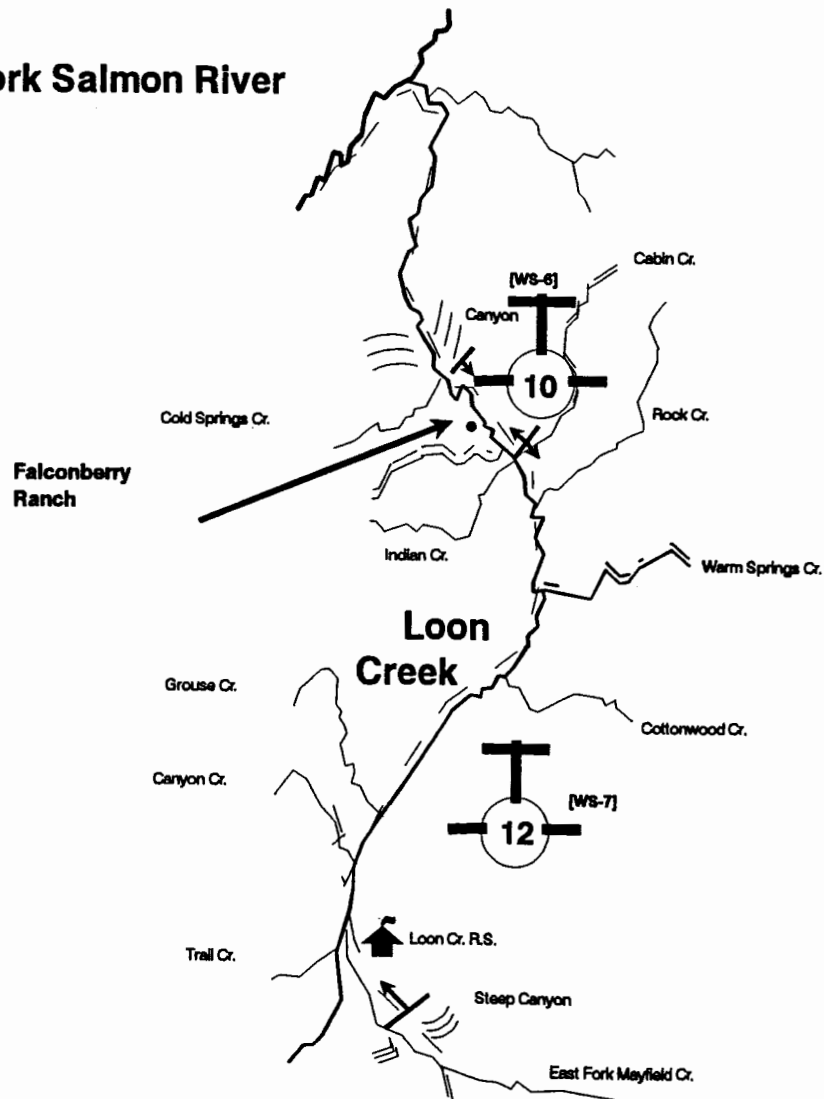 ork Salmon River
Cabin Cr.
[WS-6]
Canyon
10
Cold Springs Cr.
Rock Cr.
Falconberry
Ranch
Indian Cr.
Warm Springs Cr.
Loon
Creek
Grouse Cr.
Cottonwood Cr.
Canyon Cr.
[WS-7]
12
Loon Cr. R.S.
Trail Cr.
Steep Canyon
East Fork Mayfield Cr.